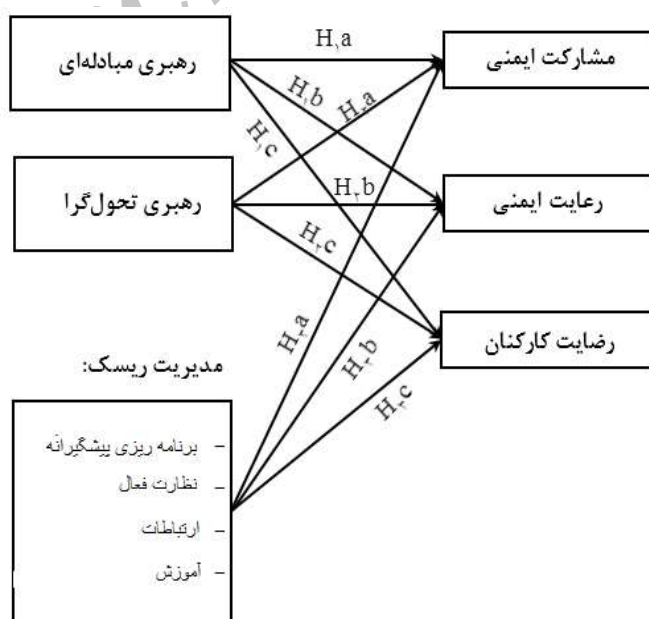 رهبری مبادله‌ای
H۱a
مشارکت ایمنی
H۱b
H۲a
H۱c
رهبری تحول‌گرا
H۲b
رعایت ایمنی
H۲c
رضایت کارکنان
H۳a
H۳b
H۳c
مدیریت ریسک:
- برنامه ریزی پیشگیرانه
- نظارت فعال
- ارتباطات
- آموزش